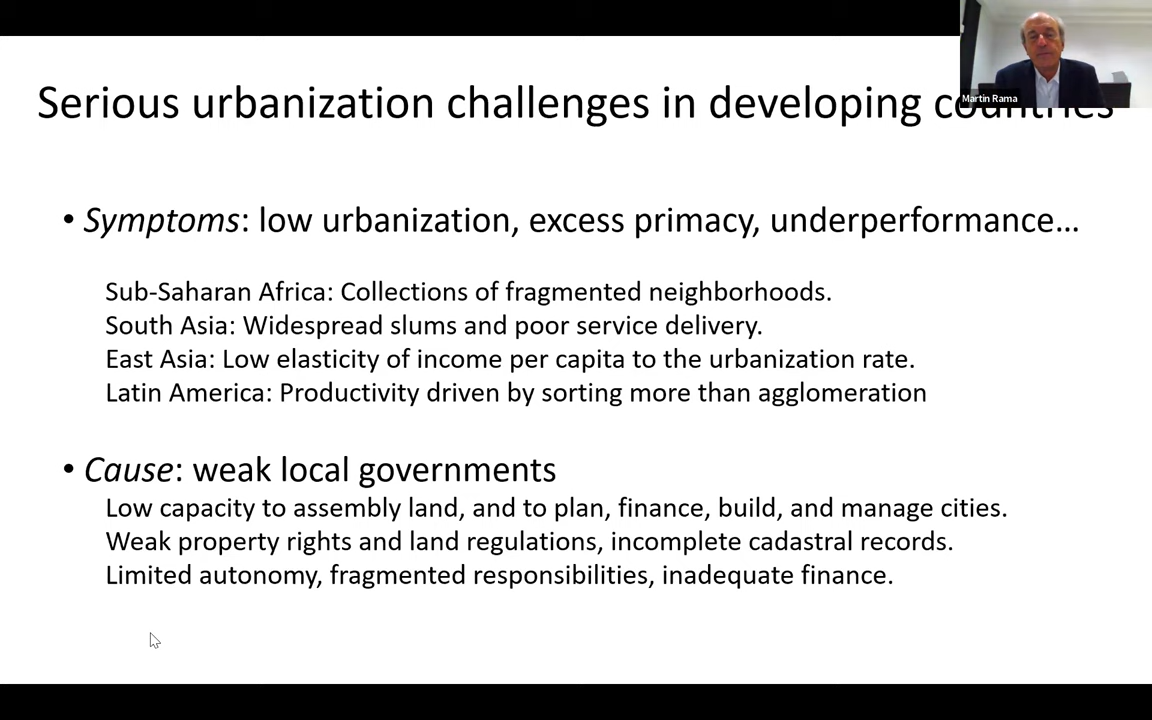 Serious urbanization challenges in developing countries
Martin Rama
• Symptoms: low urbanization, excess primacy, underperformance…
Sub-Saharan Africa: Collections of fragmented neighborhoods.
South Asia: Widespread slums and poor service delivery.
East Asia: Low elasticity of income per capita to the urbanization rate.
Latin America: Productivity driven by sorting more than agglomeration
• Cause: weak local governments
Low capacity to assembly land, and to plan, finance, build, and manage cities.
Weak property rights and land regulations, incomplete cadastral records.
Limited autonomy, fragmented responsibilities, inadequate finance.